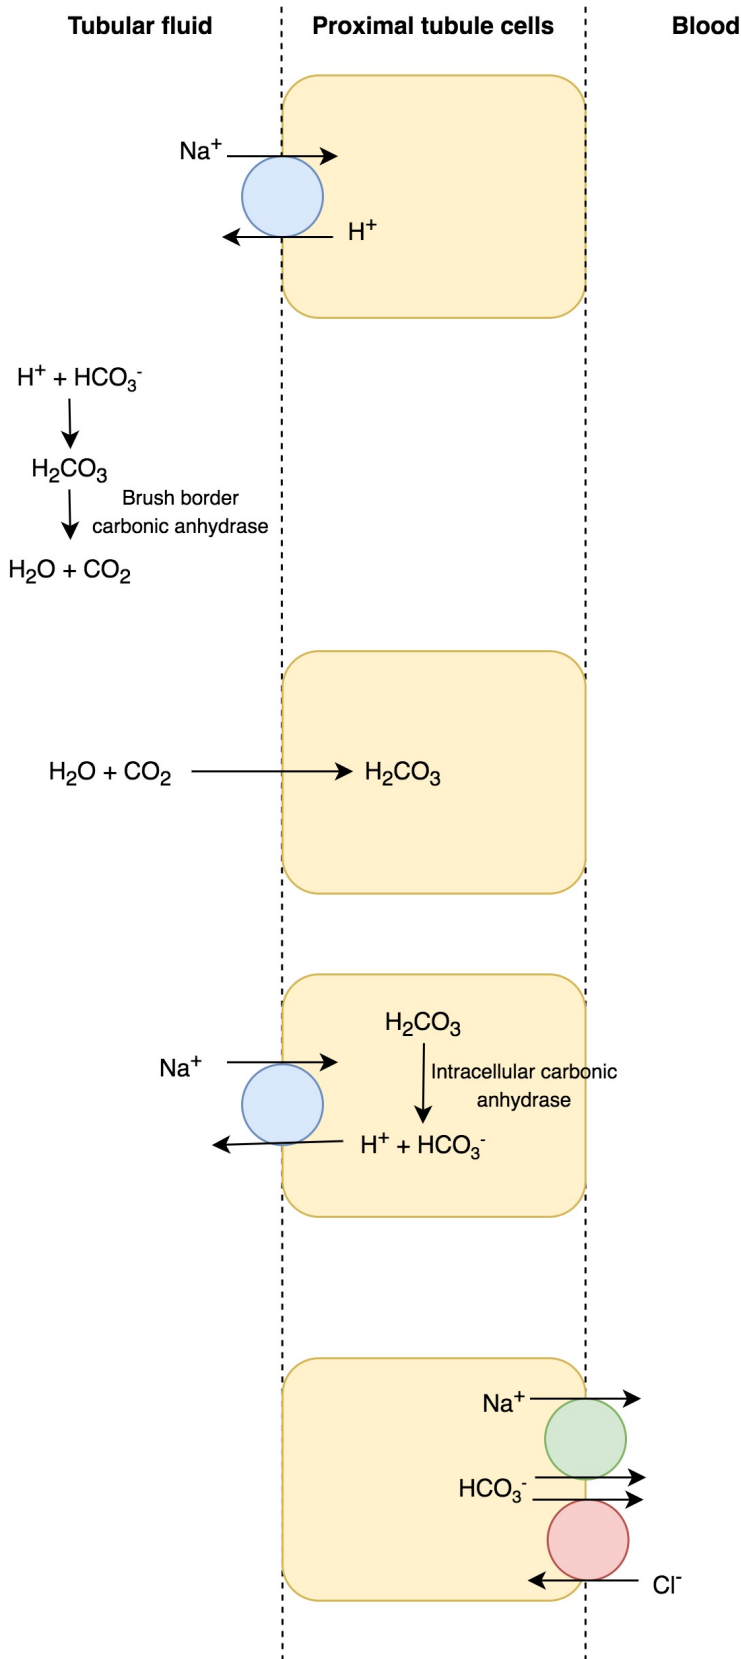 Tubular fluid
Proximal tubule cells
Blood
Na⁺
H⁺
H⁺ + HCO₃⁻
H₂CO₃
Brush border
carbonic anhydrase
H₂O + CO₂
H₂O + CO₂
H₂CO₃
H₂CO₃
Na⁺
Intracellular carbonic
anhydrase
H⁺ + HCO₃⁻
Na⁺
HCO₃⁻
Cl⁻